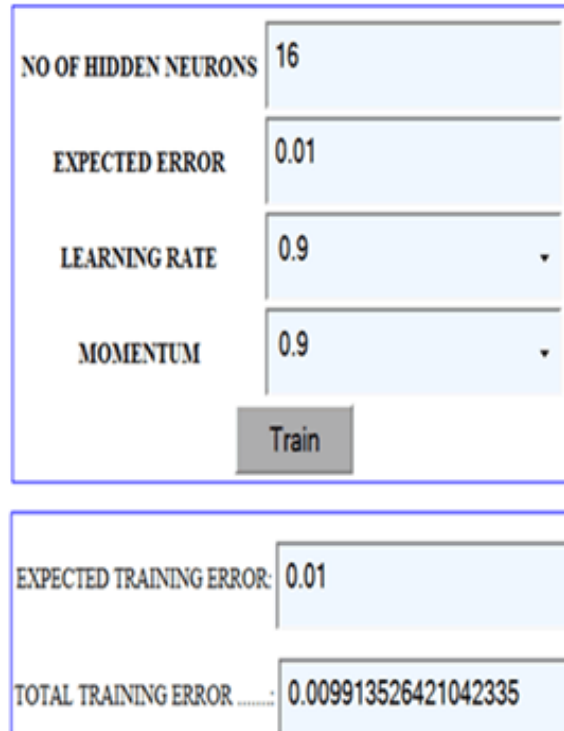 NO OF HIDDEN NEURONS 16
EXPECTED ERROR 0.01
LEARNING RATE 0.9
MOMENTUM 0.9
Train
EXPECTED TRAINING ERROR: 0.01
TOTAL TRAINING ERROR .......: 0.009913526421042335